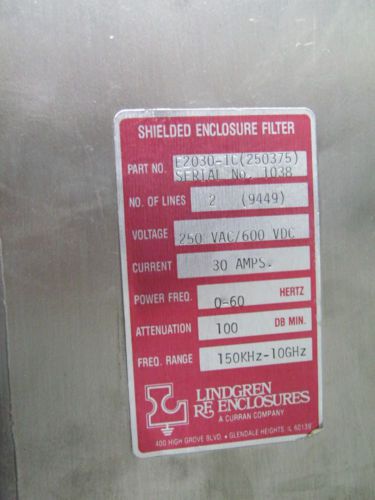 SHIELDED ENCLOSURE FILTER
PART NO. E2030-1C(250375)
SERIAL No. 1038
NO. OF LINES 2 (9449)
VOLTAGE 250 VAC/600 VDC
CURRENT 30 AMPS.
POWER FREQ. 0-60 HERTZ
ATTENUATION 100 DB MIN.
FREQ. RANGE 150KHz-10GHz
LINDGREN
RF ENCLOSURES
A CURRAN COMPANY
400 HIGH GROVE BLVD. • GLENDALE HEIGHTS, IL 60139